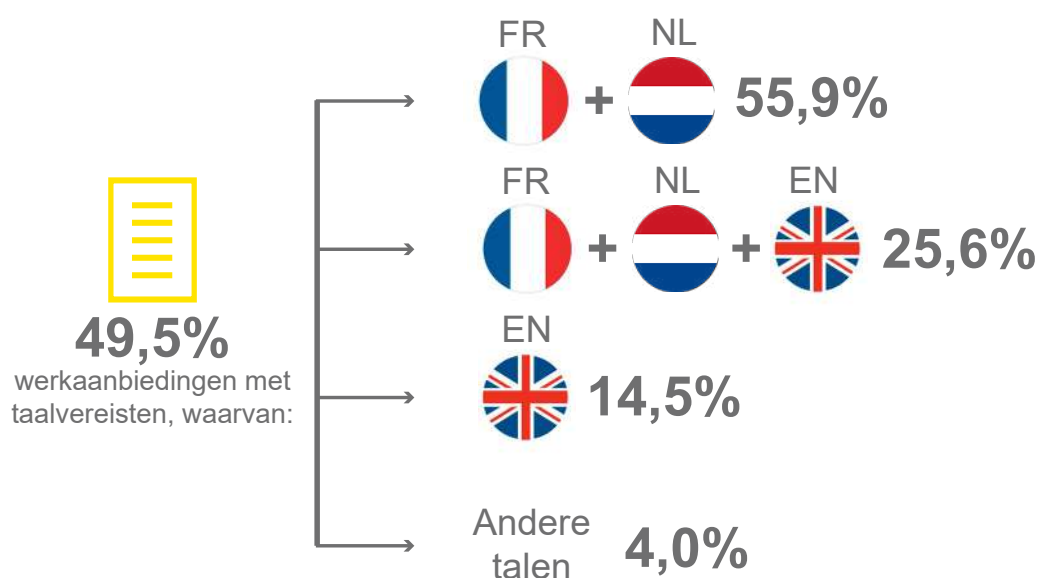 FR NL
+ 55,9%
FR NL EN
+ + 25,6%
49,5%
werkaanbiedingen met
taalvereisten, waarvan:
EN
14,5%
Andere
talen
4,0%